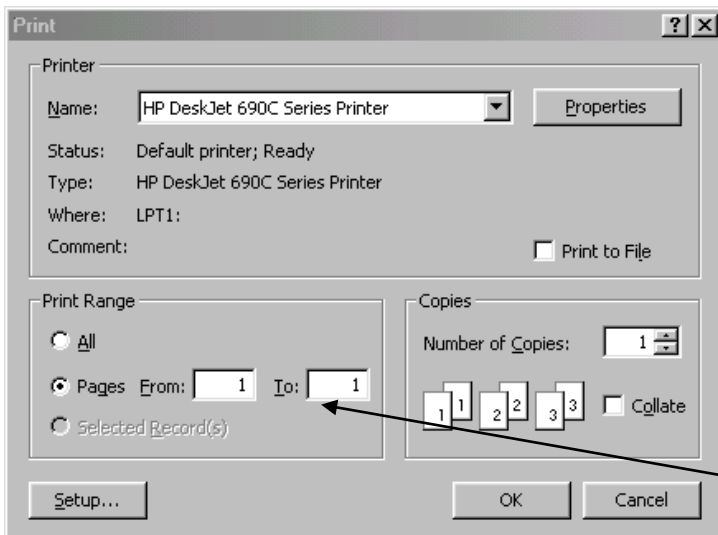 Print
Printer
Name: HP DeskJet 690C Series Printer Properties
Status: Default printer; Ready
Type: HP DeskJet 690C Series Printer
Where: LPT1:
Comment: Print to File
Print Range
All
Pages From: 1 To: 1
Selected Record(s)
Copies
Number of Copies: 1
1 1 2 2 3 3 Collate
Setup... OK Cancel